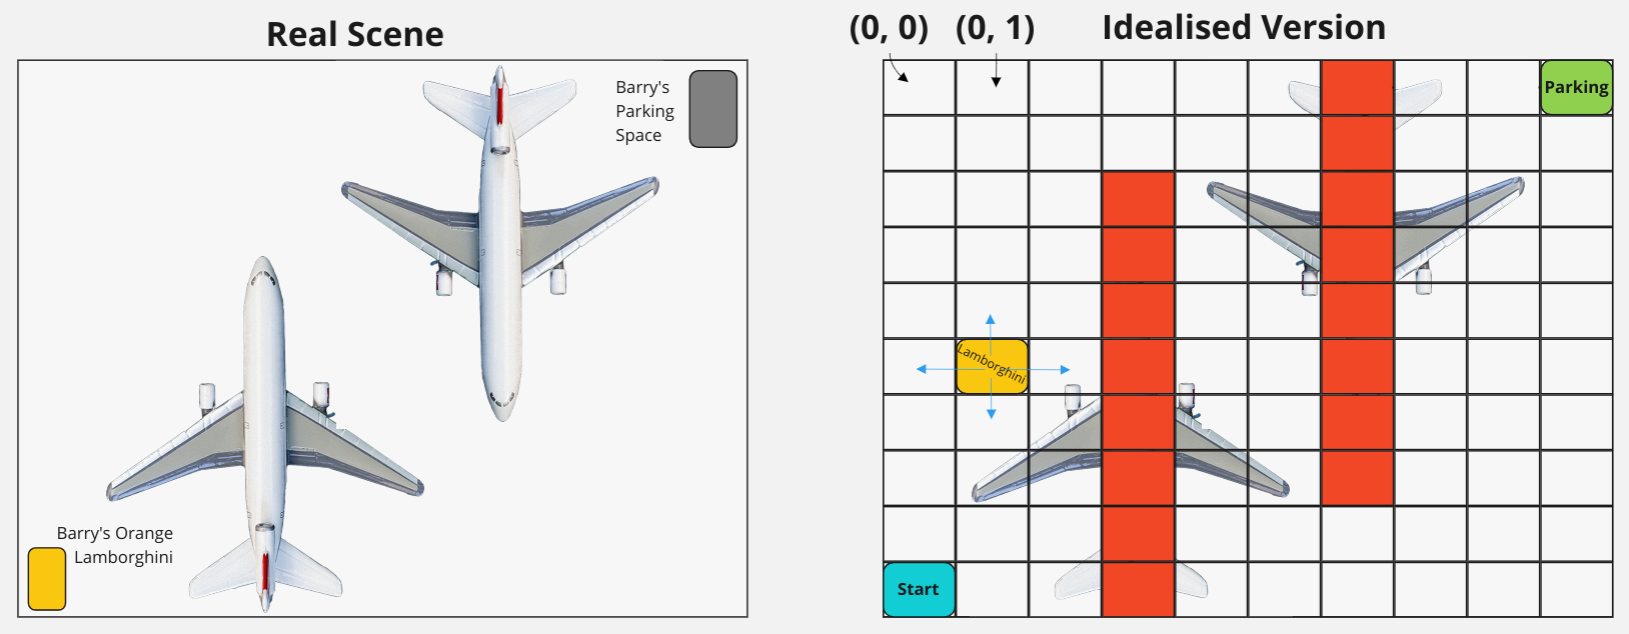 Real Scene
Barry's
Parking
Space
Barry's Orange
Lamborghini
(0, 0) (0, 1) Idealised Version
Parking
Lamborghini
Start